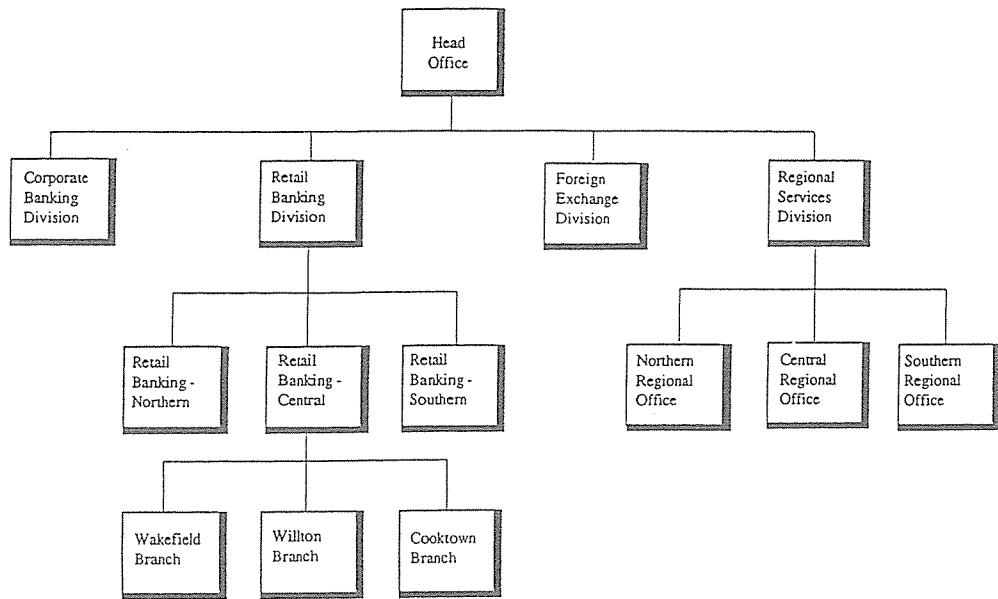 Head
Office
Corporate
Banking
Division
Retail
Banking
Division
Foreign
Exchange
Division
Regional
Services
Division
Retail
Banking -
Northern
Retail
Banking -
Central
Retail
Banking -
Southern
Northern
Regional
Office
Central
Regional
Office
Southern
Regional
Office
Wakefield
Branch
Willton
Branch
Cooktown
Branch